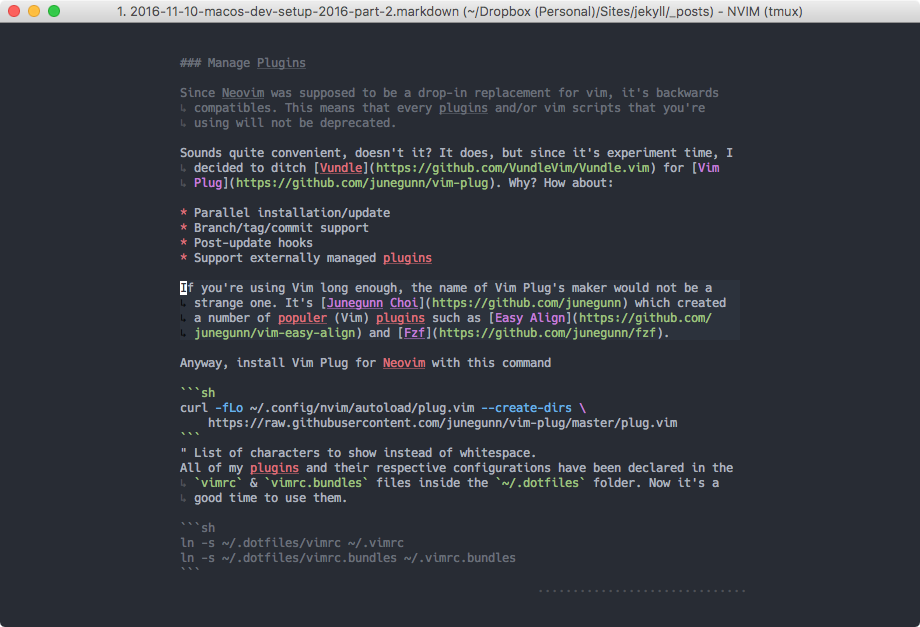 1. 2016-11-10-macos-dev-setup-2016-part-2.markdown (~/Dropbox (Personal)/Sites/jekyll/_posts) - NVIM (tmux)
### Manage Plugins
Since Neovim was supposed to be a drop-in replacement for vim, it's backwards
↳ compatibles. This means that every plugins and/or vim scripts that you're
↳ using will not be deprecated.
Sounds quite convenient, doesn't it? It does, but since it's experiment time, I
↳ decided to ditch [Vundle](https://github.com/VundleVim/Vundle.vim) for [Vim
↳ Plug](https://github.com/junegunn/vim-plug). Why? How about:
* Parallel installation/update
* Branch/tag/commit support
* Post-update hooks
* Support externally managed plugins
If you're using Vim long enough, the name of Vim Plug's maker would not be a
↳ strange one. It's [Junegunn Choi](https://github.com/junegunn) which created
↳ a number of populer (Vim) plugins such as [Easy Align](https://github.com/
↳ junegunn/vim-easy-align) and [Fzf](https://github.com/junegunn/fzf).
Anyway, install Vim Plug for Neovim with this command
```sh
curl -fLo ~/.config/nvim/autoload/plug.vim --create-dirs \
https://raw.githubusercontent.com/junegunn/vim-plug/master/plug.vim
```
" List of characters to show instead of whitespace.
All of my plugins and their respective configurations have been declared in the
↳ `vimrc` & `vimrc.bundles` files inside the `~/.dotfiles` folder. Now it's a
↳ good time to use them.
```sh
ln -s ~/.dotfiles/vimrc ~/.vimrc
ln -s ~/.dotfiles/vimrc.bundles ~/.vimrc.bundles
```